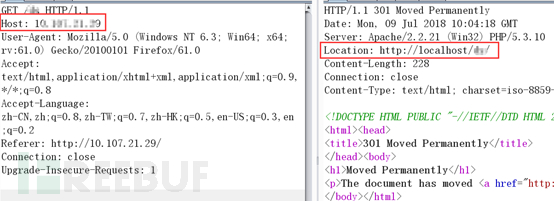 GET / HTTP/1.1
Host: 10.107.21.29
User-Agent: Mozilla/5.0 (Windows NT 6.3; Win64; x64;
rv:61.0) Gecko/20100101 Firefox/61.0
Accept:
text/html,application/xhtml+xml,application/xml;q=0.9,
*/*;q=0.8
Accept-Language:
zh-CN,zh;q=0.8,zh-TW;q=0.7,zh-HK;q=0.5,en-US;q=0.3,en
;q=0.2
Referer: http://10.107.21.29/
Connection: close
Upgrade-Insecure-Requests: 1
REEBUF
HTTP/1.1 301 Moved Permanently
Date: Mon, 09 Jul 2018 10:04:18 GMT
Server: Apache/2.2.21 (Win32) PHP/5.3.10
Location: http://localhost/
Content-Length: 228
Connection: close
Content-Type: text/html; charset=iso-8859-
<!DOCTYPE HTML PUBLIC "-//IETF//DTD HTML 2
<html><head>
<title>301 Moved Permanently</title>
</head><body>
<h1>Moved Permanently</h1>
<p>The document has moved <a href="http:
</body></html>